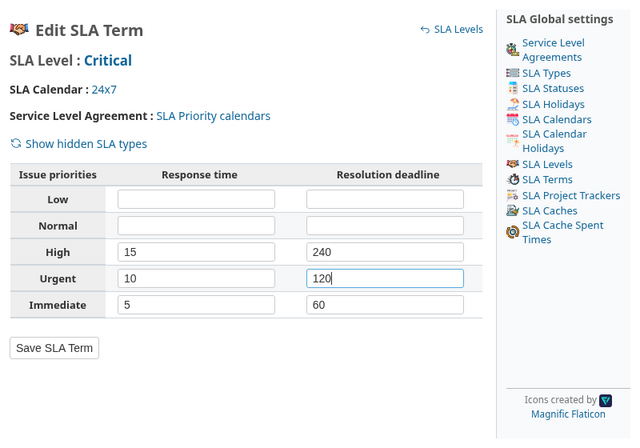 Edit SLA Term
SLA Levels
SLA Level : Critical
SLA Calendar : 24x7
Service Level Agreement : SLA Priority calendars
Show hidden SLA types
Issue priorities Response time Resolution deadline
Low
Normal
High 15 240
Urgent 10 120
Immediate 5 60
Save SLA Term
SLA Global settings
Service Level
Agreements
SLA Types
SLA Statuses
SLA Holidays
SLA Calendars
SLA Calendar
Holidays
SLA Levels
SLA Terms
SLA Project Trackers
SLA Caches
SLA Cache Spent
Times
Icons created by
Magnific Flaticon